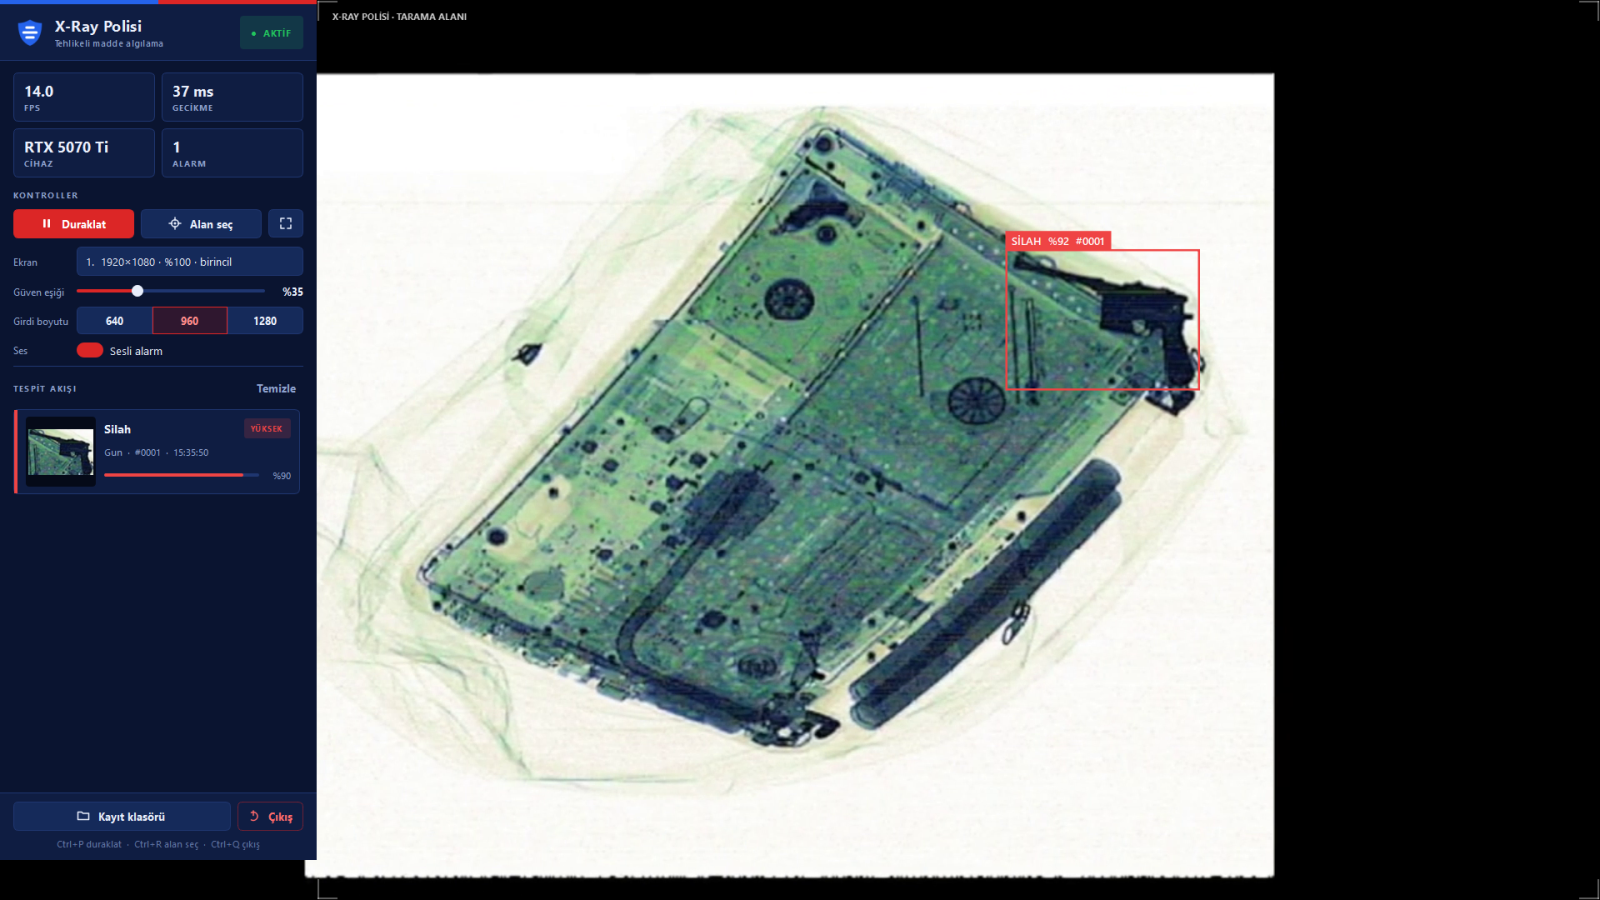 X-Ray Polisi
Tehlikeli madde algılama
● AKTİF
14.0
FPS
37 ms
GECİKME
RTX 5070 Ti
CİHAZ
1
ALARM
KONTROLLER
Duraklat
Alan seç
Ekran
1. 1920×1080 · %100 · birincil
Güven eşiği
%35
Girdi boyutu
640
960
1280
Ses
Sesli alarm
TESPİT AKIŞI
Temizle
Silah
YÜKSEK
Gun · #0001 · 15:35:50
%90
Kayıt klasörü
Çıkış
Ctrl+P duraklat · Ctrl+R alan seç · Ctrl+Q çıkış
X-RAY POLİSİ · TARAMA ALANI
SİLAH %92 #0001